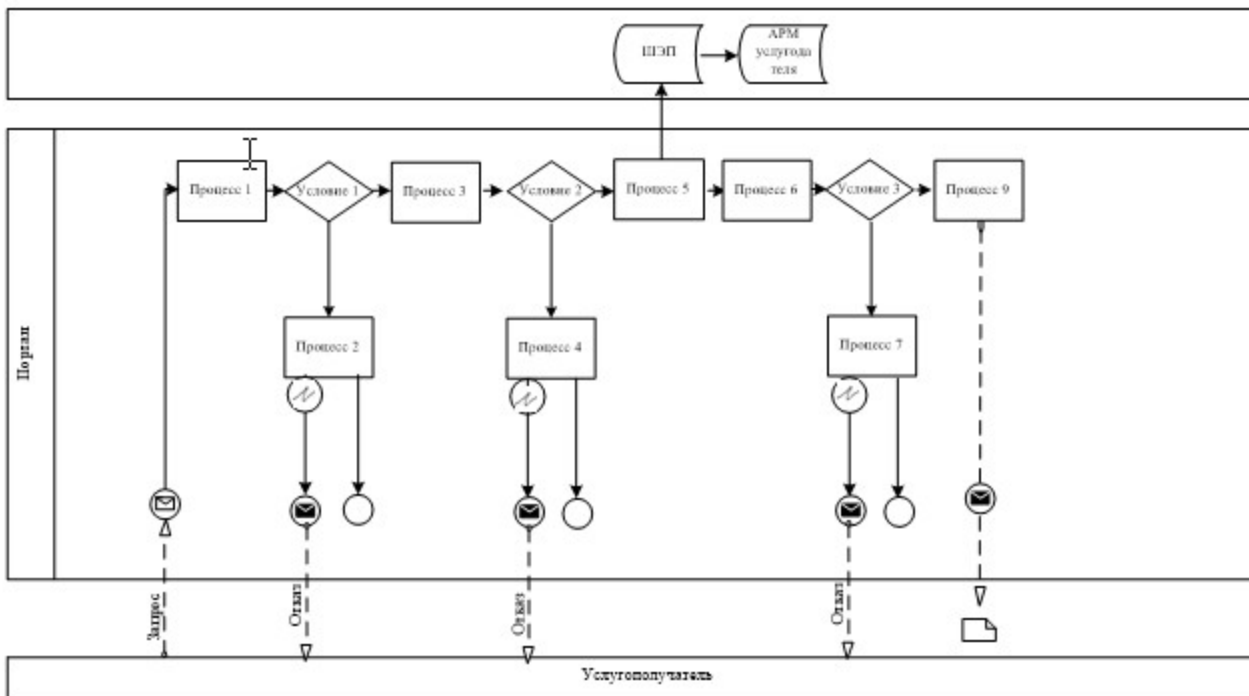 ШЭП
АРМ
услугода
теля
Процесс 1
Условие 1
Процесс 3
Условие 2
Процесс 5
Процесс 6
Условие 3
Процесс 9
Процесс 2
Процесс 4
Процесс 7
Портал
Запрос
Отказ
Отказ
Отказ
Услугополучатель